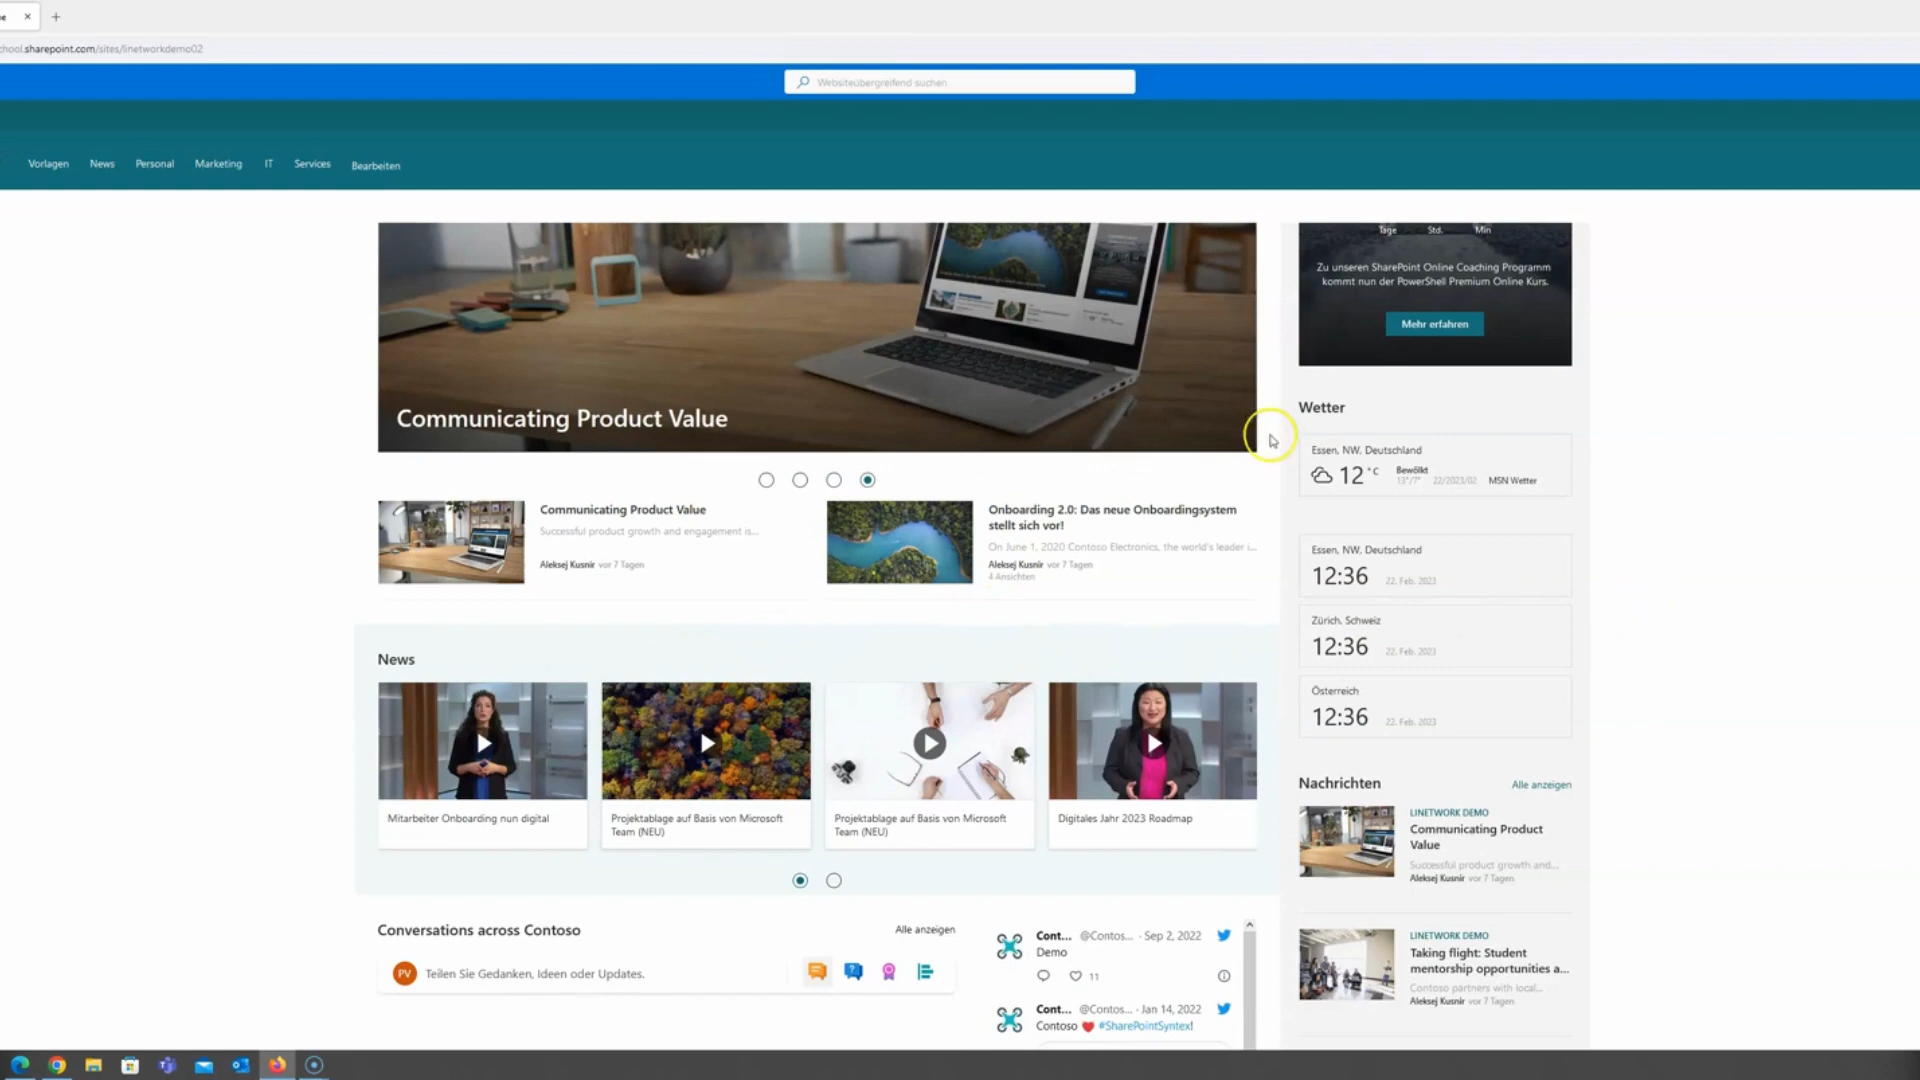 chool.sharepoint.com/sites/linetworkdemo02
Websiteübergreifend suchen
Vorlagen News Personal Marketing IT Services Bearbeiten
Communicating Product Value
Communicating Product Value
Successful product growth and engagement is...
Aleksej Kusnir vor 7 Tagen
Onboarding 2.0: Das neue Onboardingsystem
stellt sich vor!
On June 1, 2020 Contoso Electronics, the world's leader i...
Aleksej Kusnir vor 7 Tagen
4 Ansichten
News
Mitarbeiter Onboarding nun digital
Projektablage auf Basis von Microsoft
Team (NEU)
Projektablage auf Basis von Microsoft
Team (NEU)
Digitales Jahr 2023 Roadmap
Conversations across Contoso
Alle anzeigen
PV Teilen Sie Gedanken, Ideen oder Updates.
Cont... @Contos... · Sep 2, 2022
Demo
11
Cont... @Contos... · Jan 14, 2022
Contoso ❤ #SharePointSyntex!
Tage Std. Min
Zu unseren SharePoint Online Coaching Programm
kommt nun der PowerShell Premium Online Kurs.
Mehr erfahren
Wetter
Essen, NW, Deutschland
12 °C Bewölkt
13°/7° 22/2023/02 MSN Wetter
Essen, NW, Deutschland
12:36 22. Feb. 2023
Zürich, Schweiz
12:36 22. Feb. 2023
Österreich
12:36 22. Feb. 2023
Nachrichten
Alle anzeigen
LINETWORK DEMO
Communicating Product
Value
Successful product growth and...
Aleksej Kusnir vor 7 Tagen
LINETWORK DEMO
Taking flight: Student
mentorship opportunities a...
Contoso partners with local...
Aleksej Kusnir vor 7 Tagen